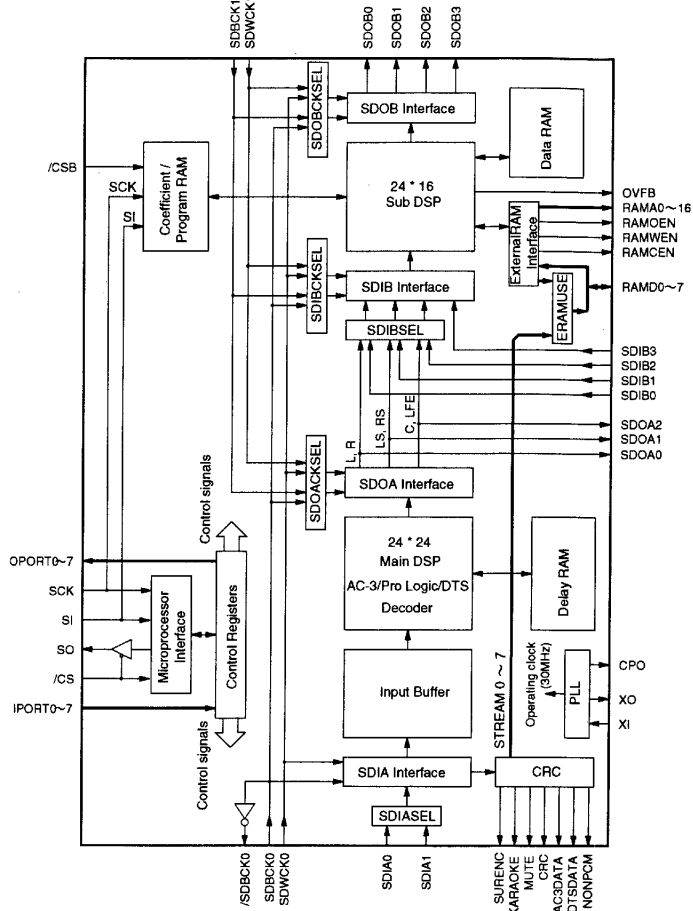 SDBCK1
SDWCK1
SDOB0
SDOB1
SDOB2
SDOB3
SDOBCKSEL
SDOB Interface
Data RAM
/CSB
SCK
SI
Coefficient /
Program RAM
24 * 16
Sub DSP
OVFB
RAMA0～16
RAMOEN
RAMWEN
RAMCEN
ExternalRAM
Interface
SDIBCKSEL
SDIB Interface
ERAMUSE
RAMD0～7
SDIBSEL
SDIB3
SDIB2
SDIB1
SDIB0
L, R
LS, RS
C, LFE
SDOA2
SDOA1
SDOA0
SDOACKSEL
SDOA Interface
Control signals
24 * 24
Main DSP
AC-3/Pro Logic/DTS
Decoder
Delay RAM
OPORT0～7
SCK
SI
SO
/CS
IPORT0～7
Microprocessor
Interface
Control Registers
Input Buffer
STREAM 0 ～ 7
Operating clock
(30MHz)
PLL
CPO
XO
XI
Control signals
SDIA Interface
CRC
SDIASEL
/SDBCK0
SDBCK0
SDWCK0
SDIA0
SDIA1
SURENC
KARAOKE
MUTE
CRC
AC3DATA
DTSDATA
NONPCM